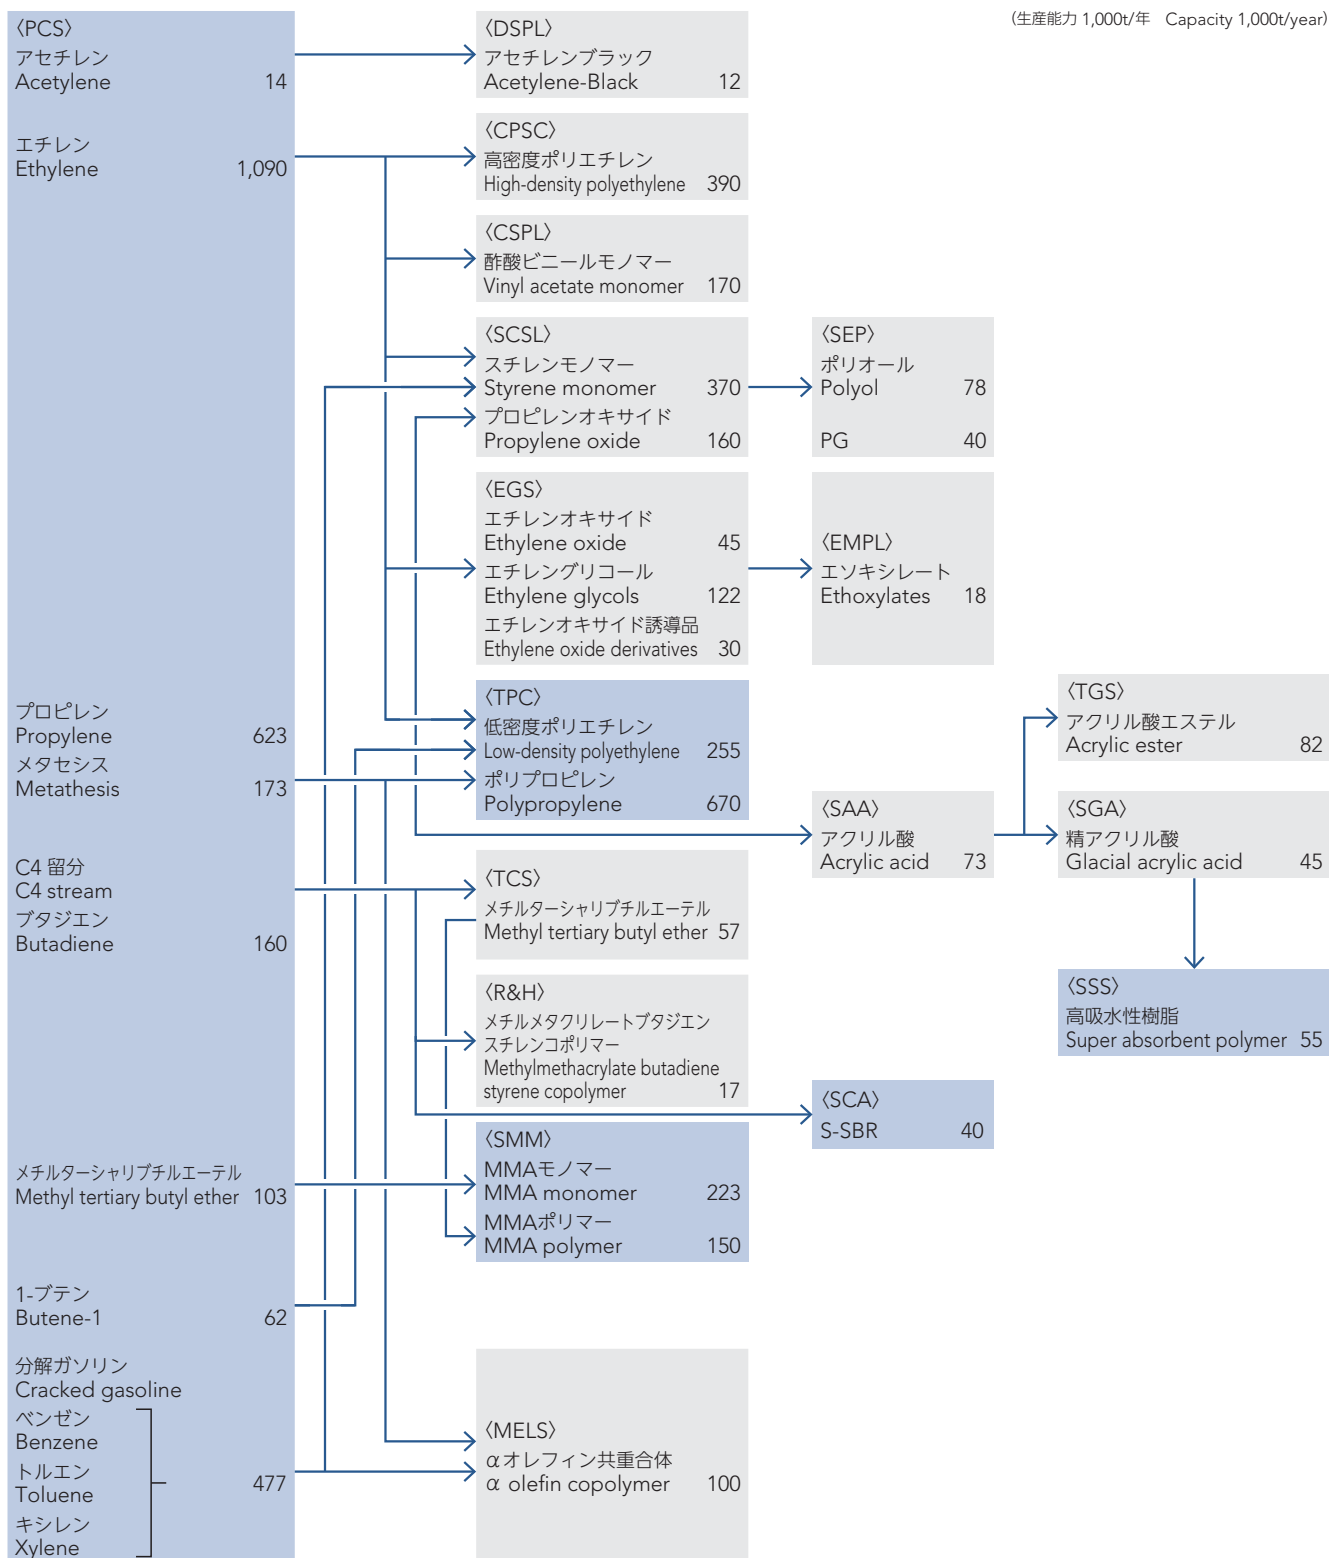 (生産能力 1,000t/年 Capacity 1,000t/year)
〈PCS〉
アセチレン
Acetylene 14
エチレン
Ethylene 1,090
プロピレン
Propylene 623
メタセシス
Metathesis 173
C4 留分
C4 stream
ブタジエン
Butadiene 160
メチルターシャリブチルエーテル
Methyl tertiary butyl ether 103
1-ブテン
Butene-1 62
分解ガソリン
Cracked gasoline
ベンゼン
Benzene
トルエン
Toluene 477
キシレン
Xylene
〈DSPL〉
アセチレンブラック
Acetylene-Black 12
〈CPSC〉
高密度ポリエチレン
High-density polyethylene 390
〈CSPL〉
酢酸ビニールモノマー
Vinyl acetate monomer 170
〈SCSL〉
スチレンモノマー
Styrene monomer 370
プロピレンオキサイド
Propylene oxide 160
〈EGS〉
エチレンオキサイド
Ethylene oxide 45
エチレングリコール
Ethylene glycols 122
エチレンオキサイド誘導品
Ethylene oxide derivatives 30
〈TPC〉
低密度ポリエチレン
Low-density polyethylene 255
ポリプロピレン
Polypropylene 670
〈TCS〉
メチルターシャリブチルエーテル
Methyl tertiary butyl ether 57
〈R&H〉
メチルメタクリレートブタジエン
スチレンコポリマー
Methylmethacrylate butadiene
styrene copolymer 17
〈SMM〉
MMAモノマー
MMA monomer 223
MMAポリマー
MMA polymer 150
〈MELS〉
αオレフィン共重合体
α olefin copolymer 100
〈SEP〉
ポリオール
Polyol 78
PG 40
〈EMPL〉
エソキシレート
Ethoxylates 18
〈SAA〉
アクリル酸
Acrylic acid 73
〈SCA〉
S-SBR 40
〈TGS〉
アクリル酸エステル
Acrylic ester 82
〈SGA〉
精アクリル酸
Glacial acrylic acid 45
〈SSS〉
高吸水性樹脂
Super absorbent polymer 55